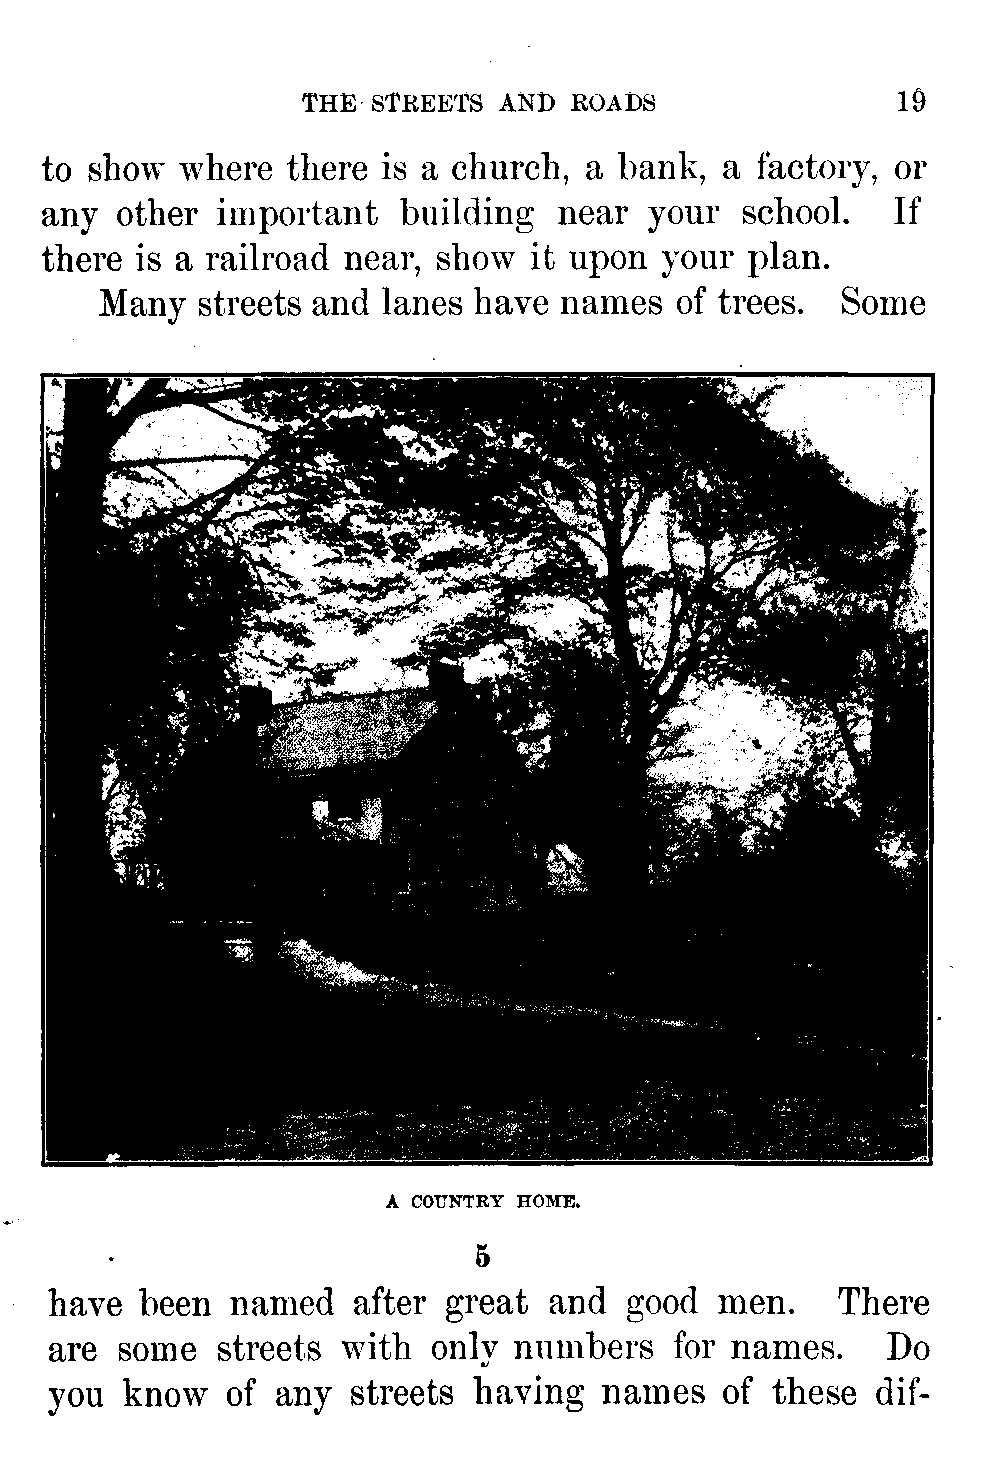 THE STREETS AND ROADS 19
to show where there is a church, a bank, a factory, or
any other important building near your school. If
there is a railroad near, show it upon your plan.
Many streets and lanes have names of trees. Some
A COUNTRY HOME.
5
have been named after great and good men. There
are some streets with only numbers for names. Do
you know of any streets having names of these dif-